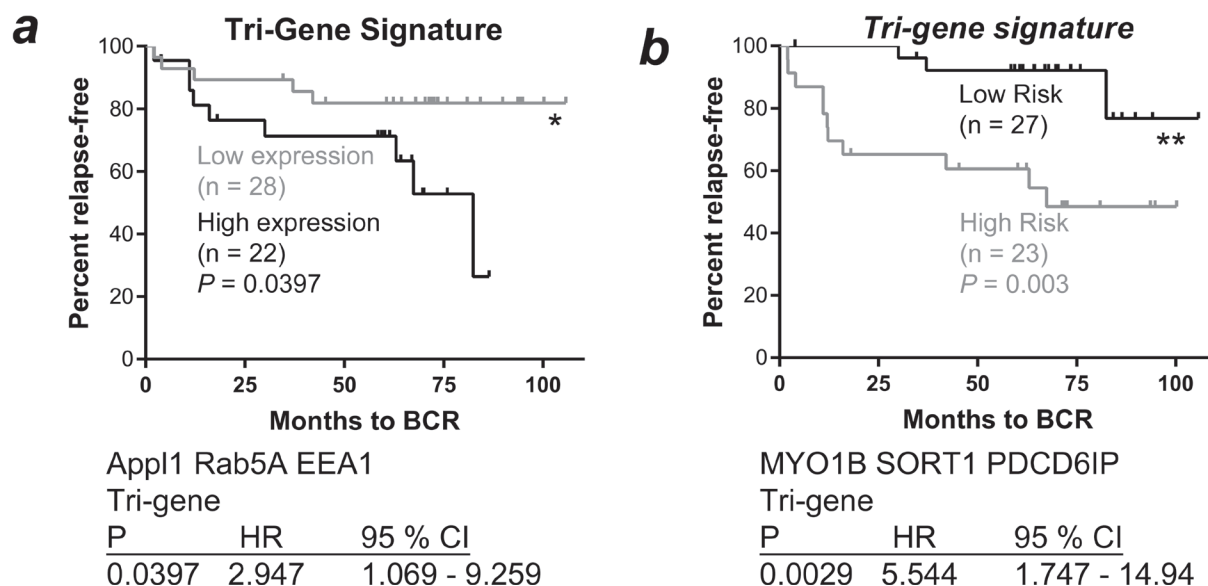 a
Tri-Gene Signature
100
80
60
40
20
0
Percent relapse-free
Low expression
(n = 28)
High expression
(n = 22)
P = 0.0397
*
0 25 50 75 100
Months to BCR
Appl1 Rab5A EEA1
Tri-gene
P HR 95 % CI
0.0397 2.947 1.069 - 9.259
b
Tri-gene signature
100
80
60
40
20
0
Percent relapse-free
Low Risk
(n = 27)
**
High Risk
(n = 23)
P = 0.003
0 25 50 75 100
Months to BCR
MYO1B SORT1 PDCD6IP
Tri-gene
P HR 95 % CI
0.0029 5.544 1.747 - 14.94